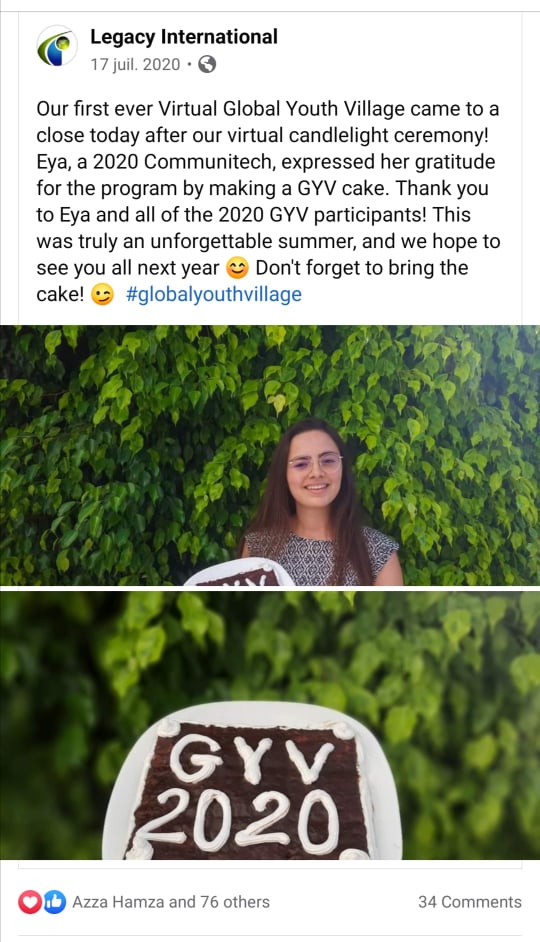 Legacy International
17 juil. 2020 •
Our first ever Virtual Global Youth Village came to a
close today after our virtual candlelight ceremony!
Eya, a 2020 Communitech, expressed her gratitude
for the program by making a GYV cake. Thank you
to Eya and all of the 2020 GYV participants! This
was truly an unforgettable summer, and we hope to
see you all next year 😊 Don't forget to bring the
cake! 😉 #globalyouthvillage
GYV
2020
Azza Hamza and 76 others
34 Comments